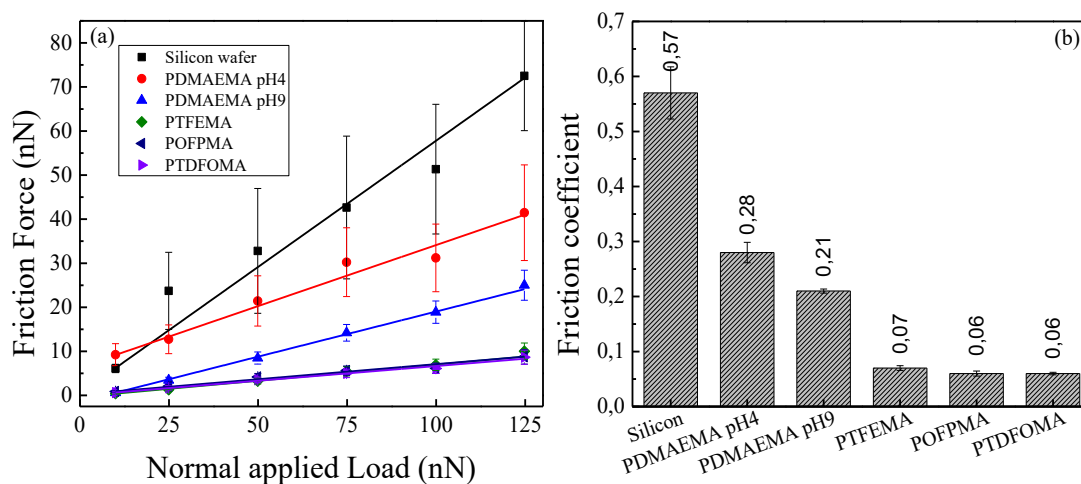 (a)
Silicon wafer
PDMAEMA pH4
PDMAEMA pH9
PTFEMA
POFPMA
PTDFOMA
Friction Force (nN)
80
70
60
50
40
30
20
10
0
0
25
50
75
100
125
Normal applied Load (nN)
(b)
Friction coefficient
0,7
0,6
0,5
0,4
0,3
0,2
0,1
0,0
0,57
0,28
0,21
0,07
0,06
0,06
Silicon
PDMAEMA pH4
PDMAEMA pH9
PTFEMA
POFPMA
PTDFOMA